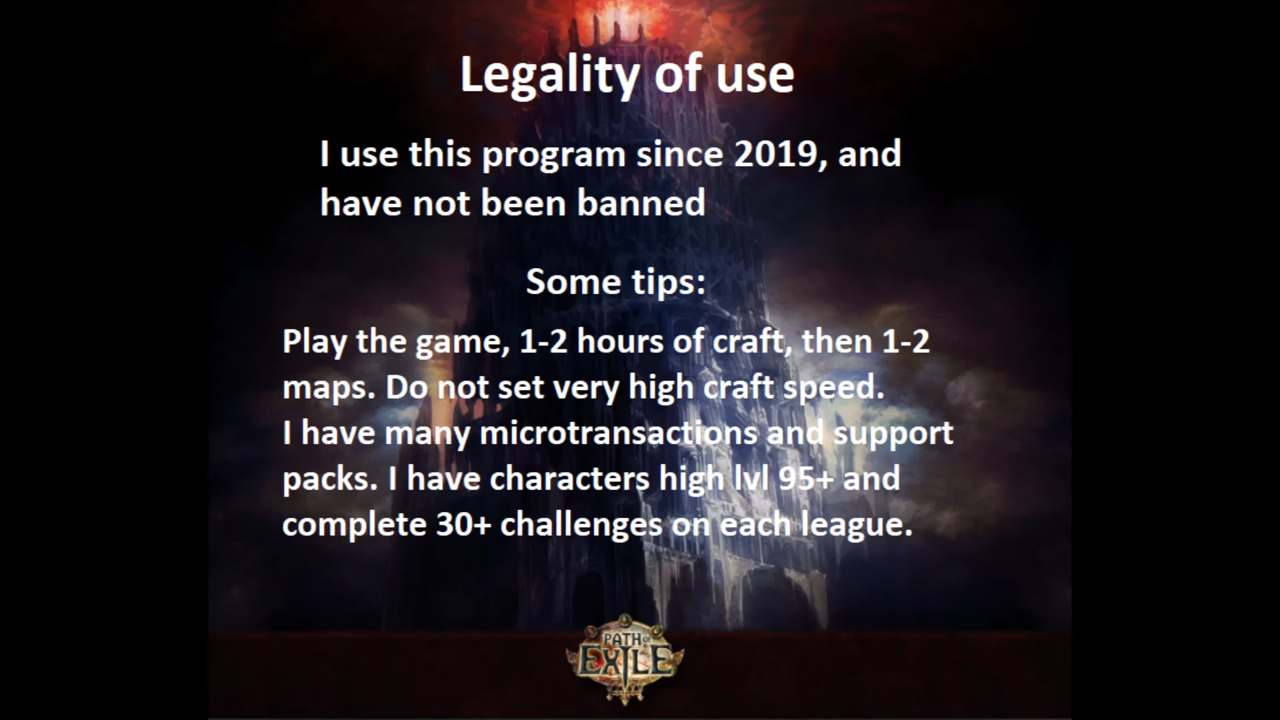 Legality of use
I use this program since 2019, and
have not been banned
Some tips:
Play the game, 1-2 hours of craft, then 1-2
maps. Do not set very high craft speed.
I have many microtransactions and support
packs. I have characters high lvl 95+ and
complete 30+ challenges on each league.
PATH OF
EXILE